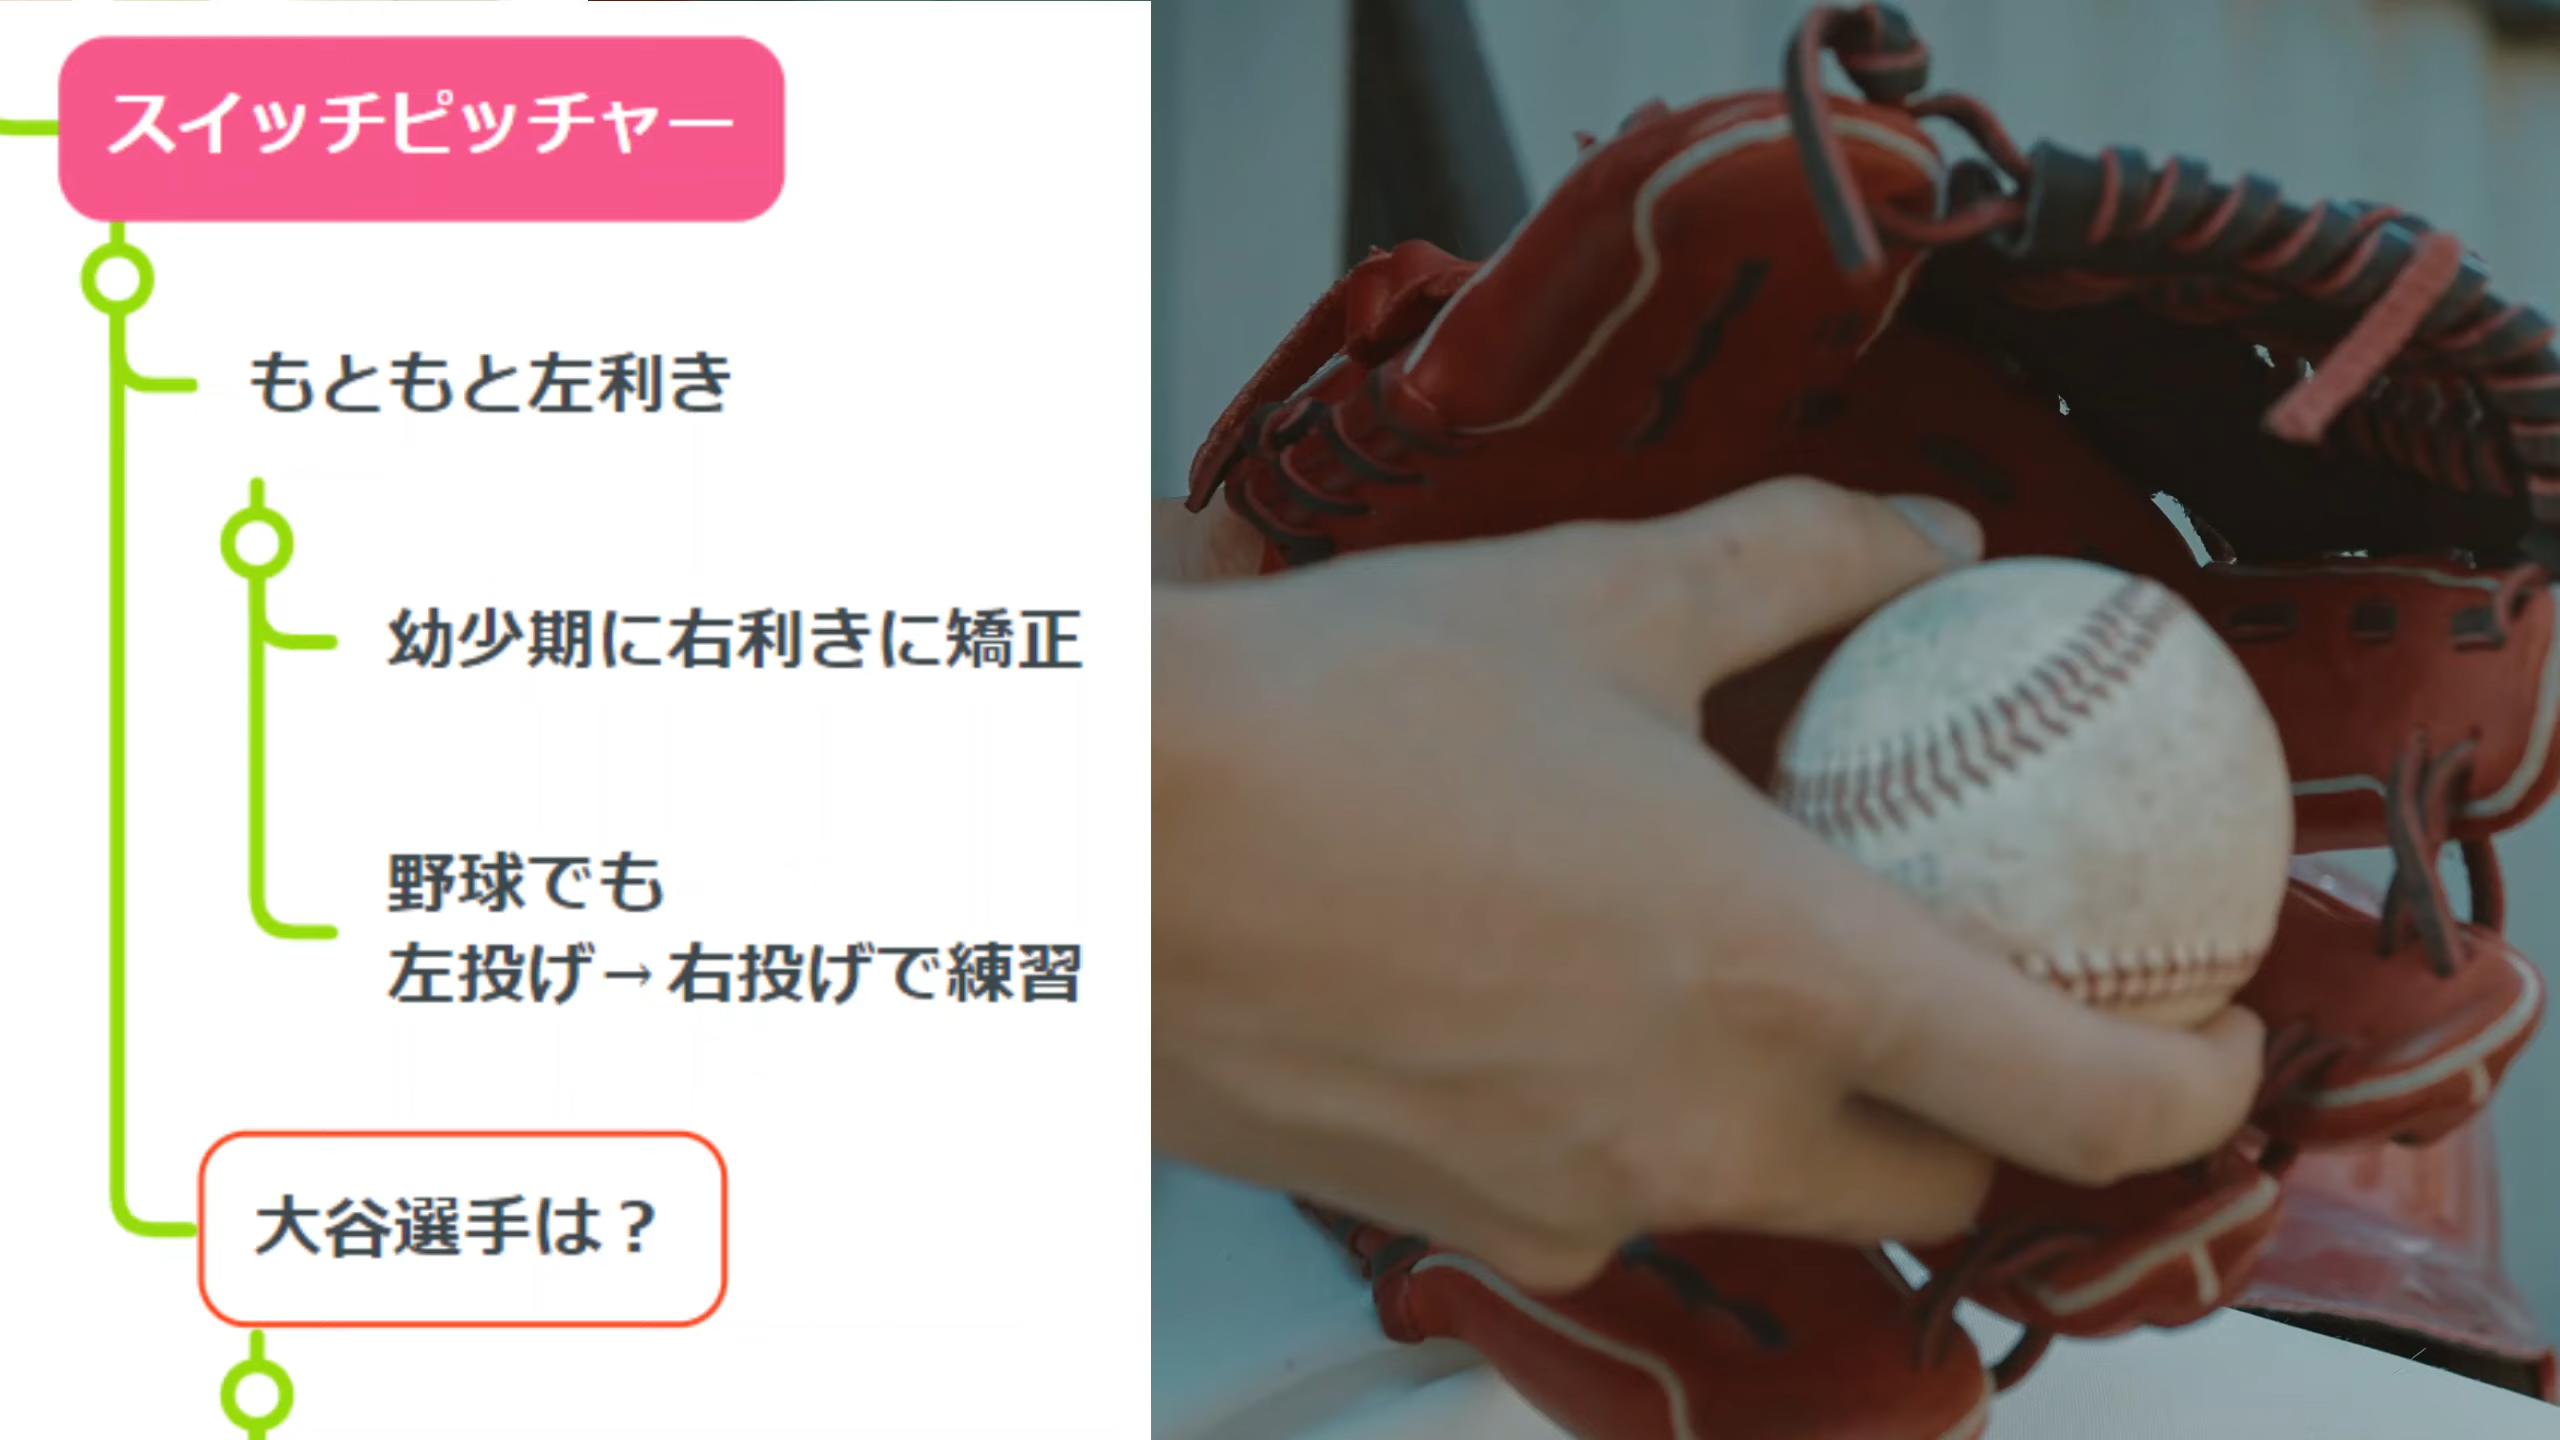 スイッチピッチャー
もともと左利き
幼少期に右利きに矯正
野球でも
左投げ→右投げで練習
大谷選手は？